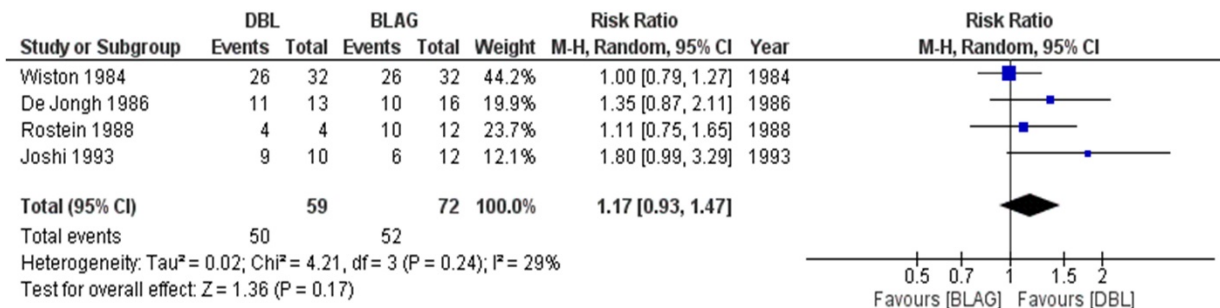 DBL BLAG Risk Ratio Risk Ratio
Study or Subgroup Events Total Events Total Weight M-H, Random, 95% CI Year M-H, Random, 95% CI
Wiston 1984 26 32 26 32 44.2% 1.00 [0.79, 1.27] 1984
De Jongh 1986 11 13 10 16 19.9% 1.35 [0.87, 2.11] 1986
Rostein 1988 4 4 10 12 23.7% 1.11 [0.75, 1.65] 1988
Joshi 1993 9 10 6 12 12.1% 1.80 [0.99, 3.29] 1993
Total (95% CI) 59 72 100.0% 1.17 [0.93, 1.47]
Total events 50 52
Heterogeneity: Tau² = 0.02; Chi² = 4.21, df = 3 (P = 0.24); I² = 29%
Test for overall effect: Z = 1.36 (P = 0.17)
0.5 0.7 1 1.5 2
Favours [BLAG] Favours [DBL]